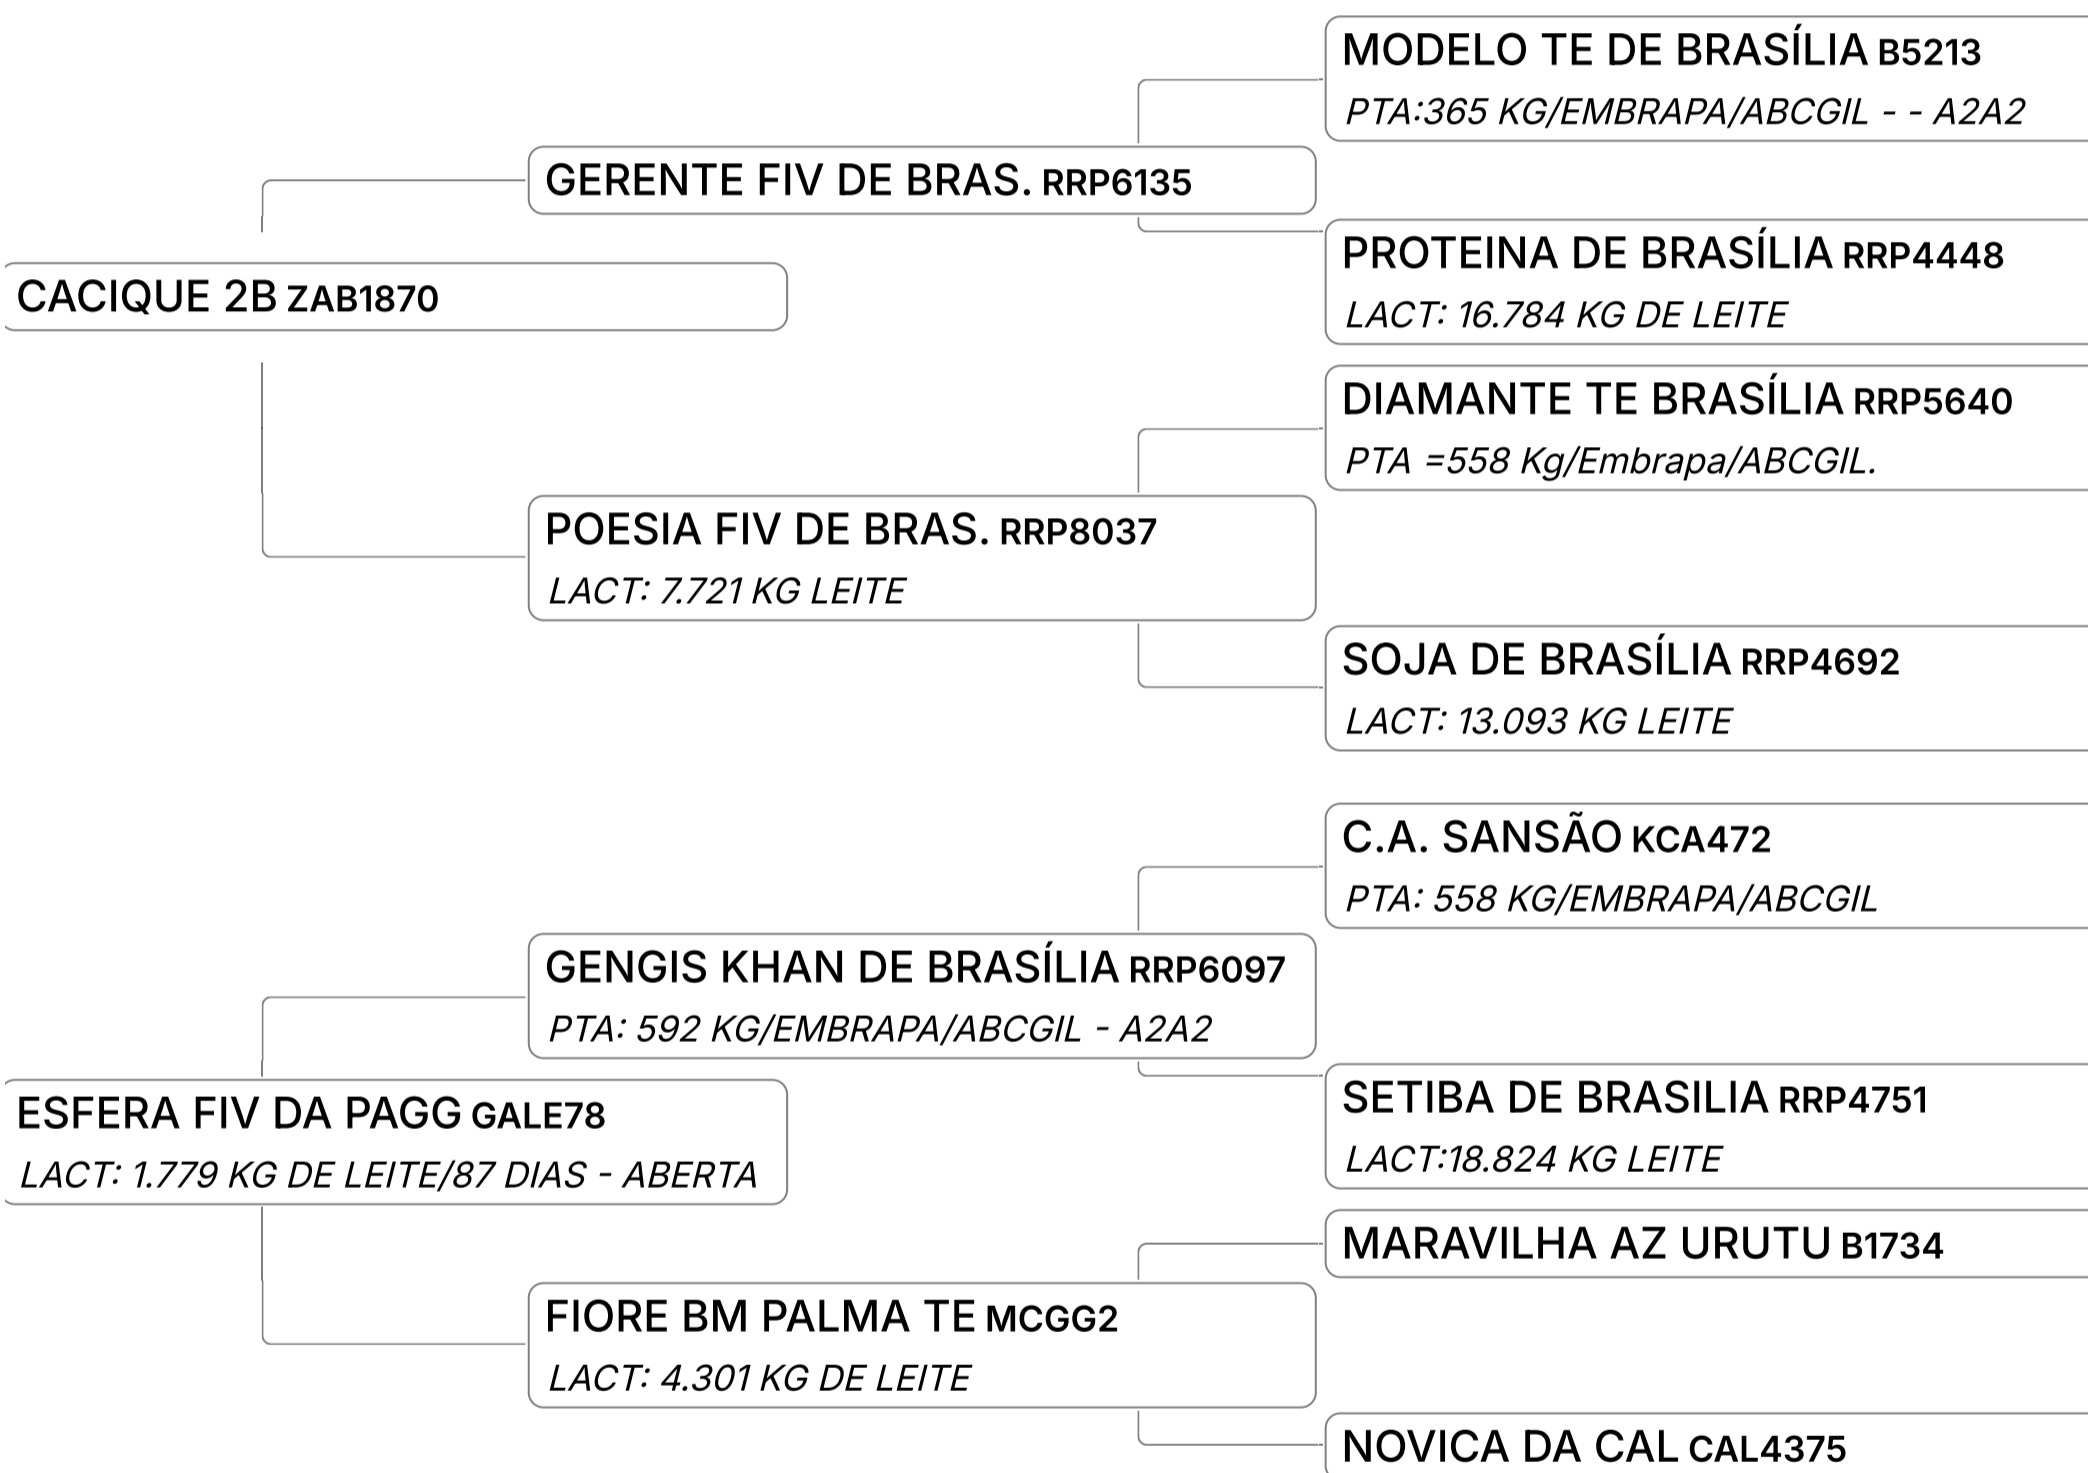 MODELO TE DE BRASÍLIA B5213
PTA:365 KG/EMBRAPA/ABCGIL - - A2A2
GERENTE FIV DE BRAS. RRP6135
PROTEINA DE BRASÍLIA RRP4448
LACT: 16.784 KG DE LEITE
CACIQUE 2B ZAB1870
DIAMANTE TE BRASÍLIA RRP5640
PTA =558 Kg/Embrapa/ABCGIL.
POESIA FIV DE BRAS. RRP8037
LACT: 7.721 KG LEITE
SOJA DE BRASÍLIA RRP4692
LACT: 13.093 KG LEITE
C.A. SANSÃO KCA472
PTA: 558 KG/EMBRAPA/ABCGIL
GENGIS KHAN DE BRASÍLIA RRP6097
PTA: 592 KG/EMBRAPA/ABCGIL - A2A2
SETIBA DE BRASILIA RRP4751
LACT:18.824 KG LEITE
ESFERA FIV DA PAGG GALE78
LACT: 1.779 KG DE LEITE/87 DIAS - ABERTA
MARAVILHA AZ URUTU B1734
FIORE BM PALMA TE MCGG2
LACT: 4.301 KG DE LEITE
NOVICA DA CAL CAL4375